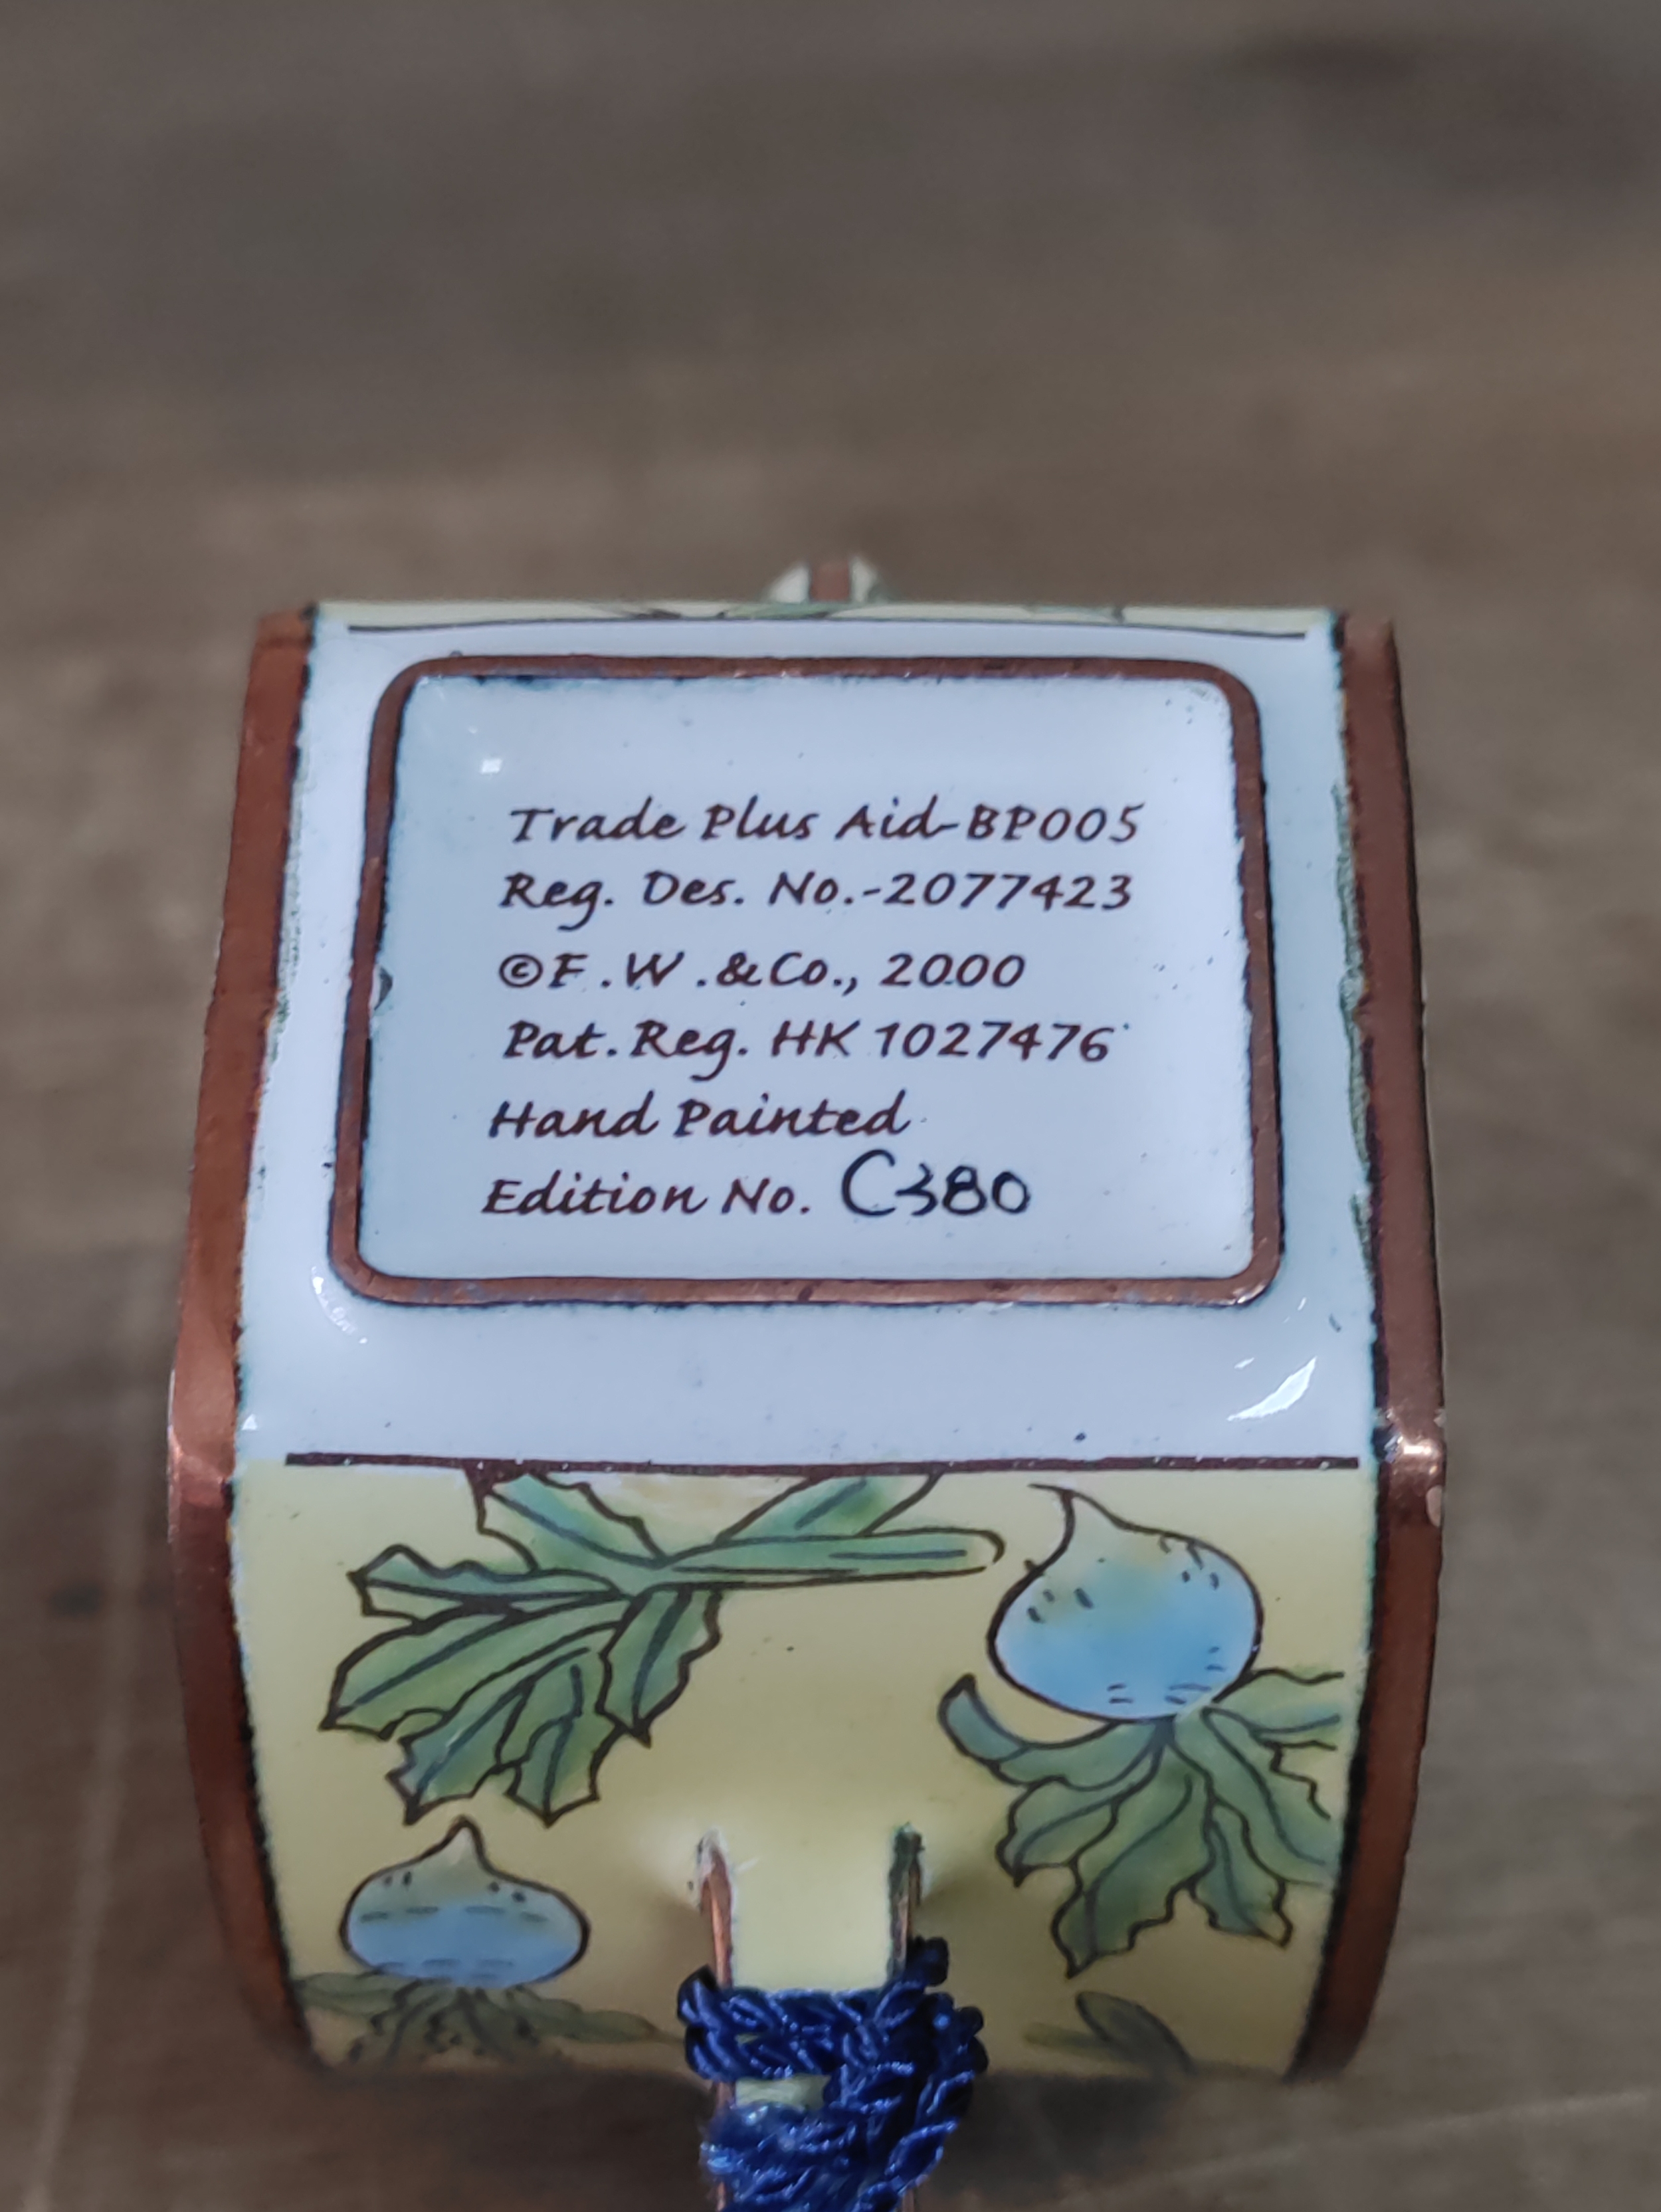 Trade Plus Aid-BP005
Reg. Des. No.-2077423
©F.W.&Co., 2000
Pat. Reg. HK 1027476
Hand Painted
Edition No. C380